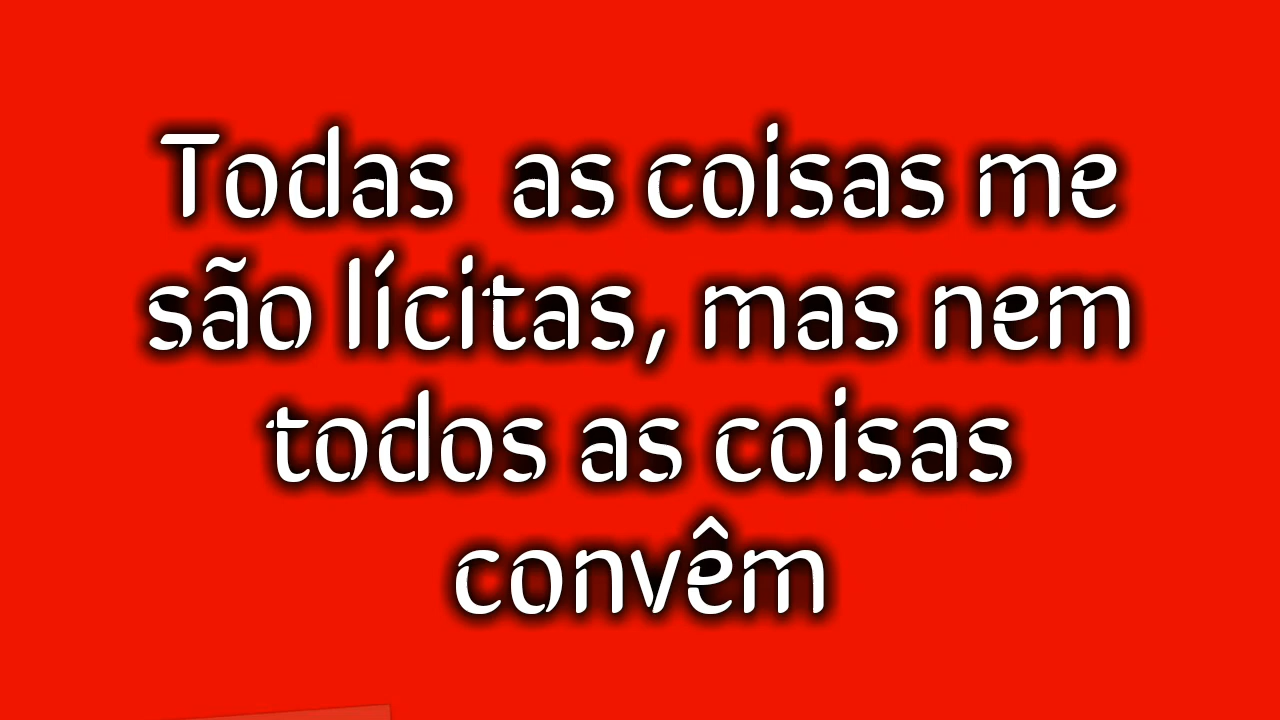 Todas  as coisas me
são lícitas, mas nem
todos as coisas
convêm